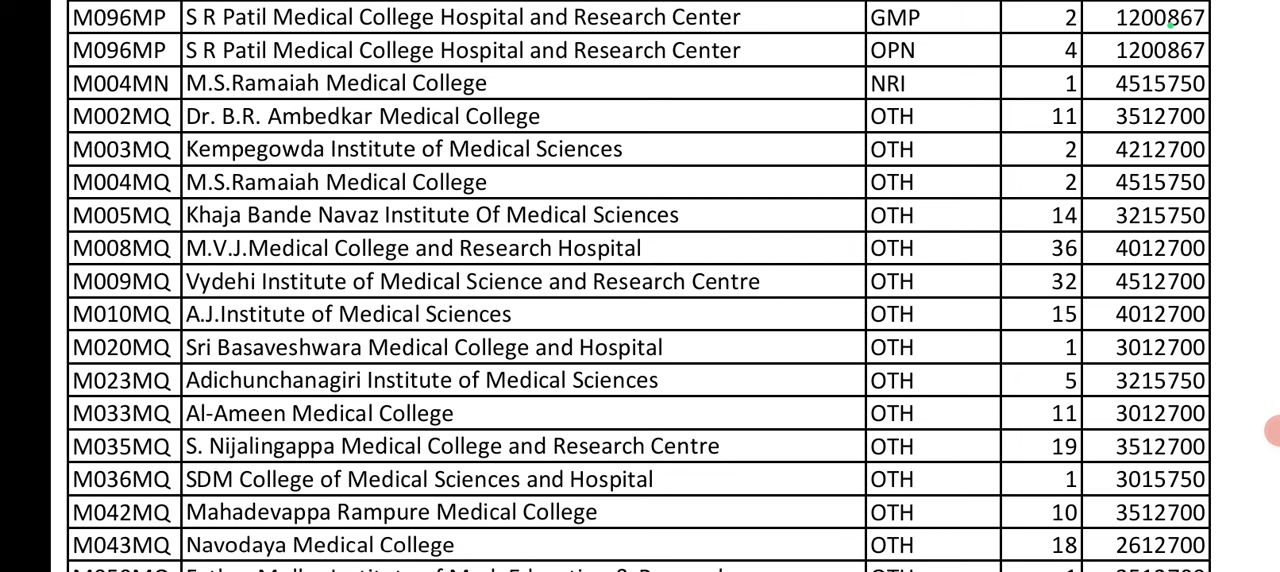 M096MP S R Patil Medical College Hospital and Research Center GMP 2 1200867
M096MP S R Patil Medical College Hospital and Research Center OPN 4 1200867
M004MN M.S.Ramaiah Medical College NRI 1 4515750
M002MQ Dr. B.R. Ambedkar Medical College OTH 11 3512700
M003MQ Kempegowda Institute of Medical Sciences OTH 2 4212700
M004MQ M.S.Ramaiah Medical College OTH 2 4515750
M005MQ Khaja Bande Navaz Institute Of Medical Sciences OTH 14 3215750
M008MQ M.V.J.Medical College and Research Hospital OTH 36 4012700
M009MQ Vydehi Institute of Medical Science and Research Centre OTH 32 4512700
M010MQ A.J.Institute of Medical Sciences OTH 15 4012700
M020MQ Sri Basaveshwara Medical College and Hospital OTH 1 3012700
M023MQ Adichunchanagiri Institute of Medical Sciences OTH 5 3215750
M033MQ Al-Ameen Medical College OTH 11 3012700
M035MQ S. Nijalingappa Medical College and Research Centre OTH 19 3512700
M036MQ SDM College of Medical Sciences and Hospital OTH 1 3015750
M042MQ Mahadevappa Rampure Medical College OTH 10 3512700
M043MQ Navodaya Medical College OTH 18 2612700